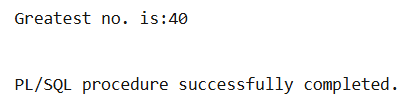 Greatest no. is:40
PL/SQL procedure successfully completed.